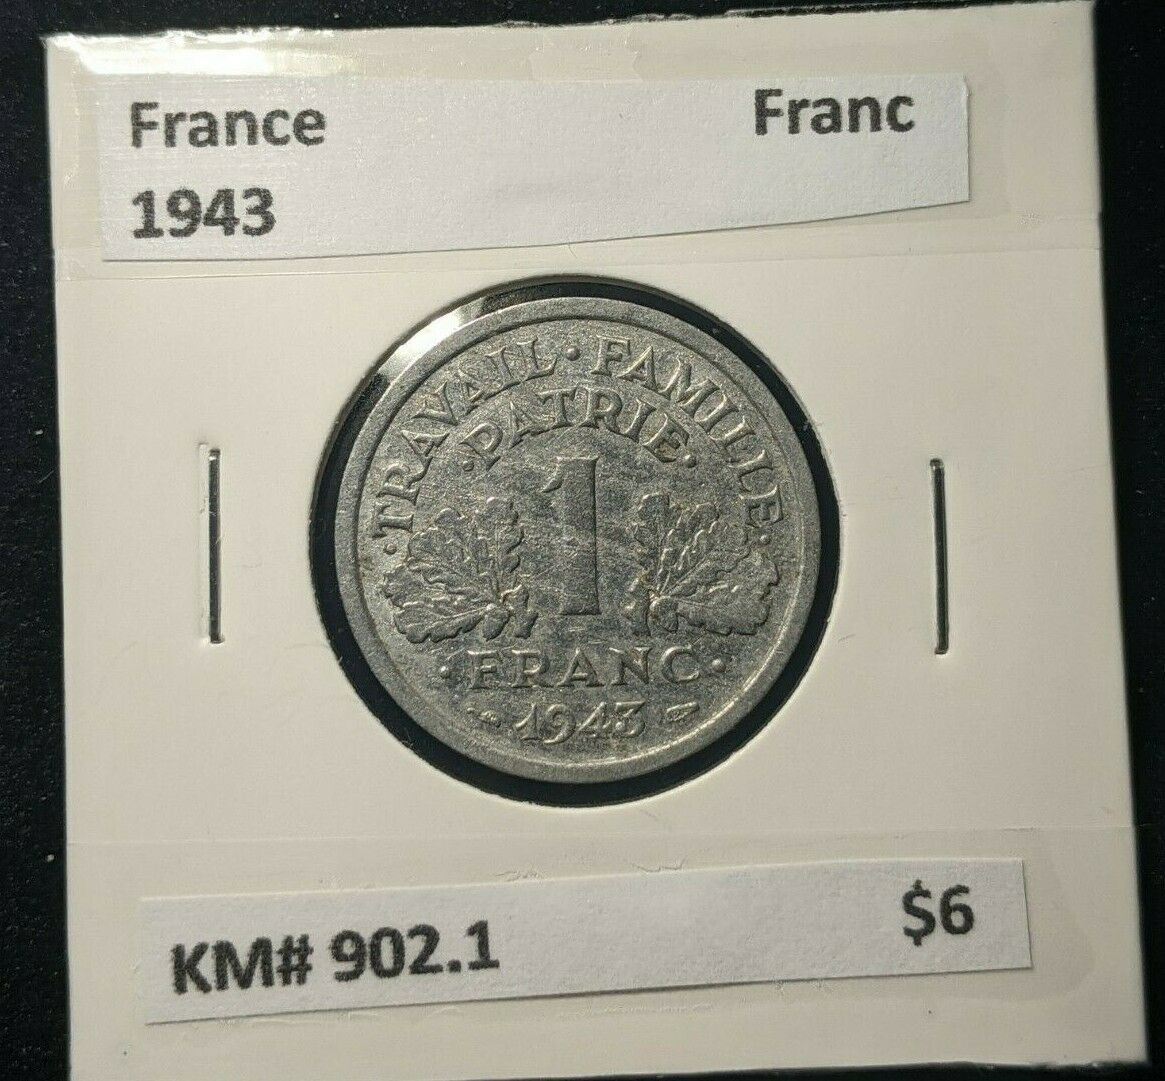 France Franc
1943
· TRAVAIL · FAMILLE ·
· PATRIE ·
1
· FRANC ·
1943
KM# 902.1 $6